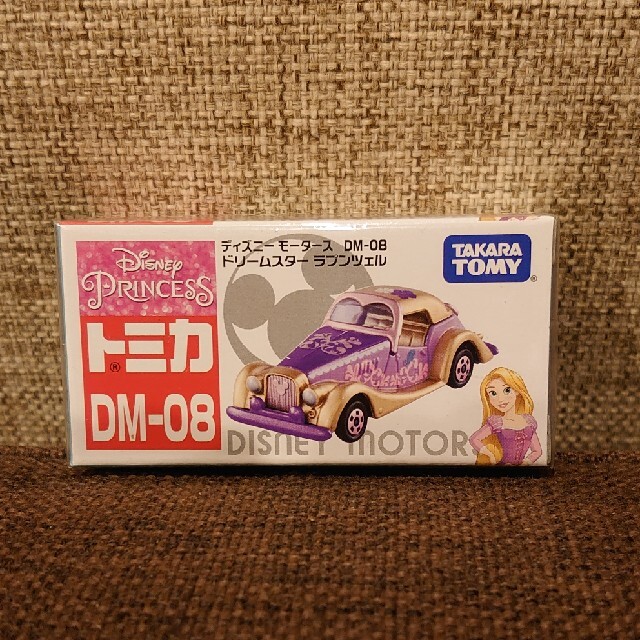 Disney
PRINCESS
トミカ
®
DM-08
ディズニー モータース DM-08
ドリームスター ラプンツェル
TAKARA
TOMY®
DISNEY MOTOR